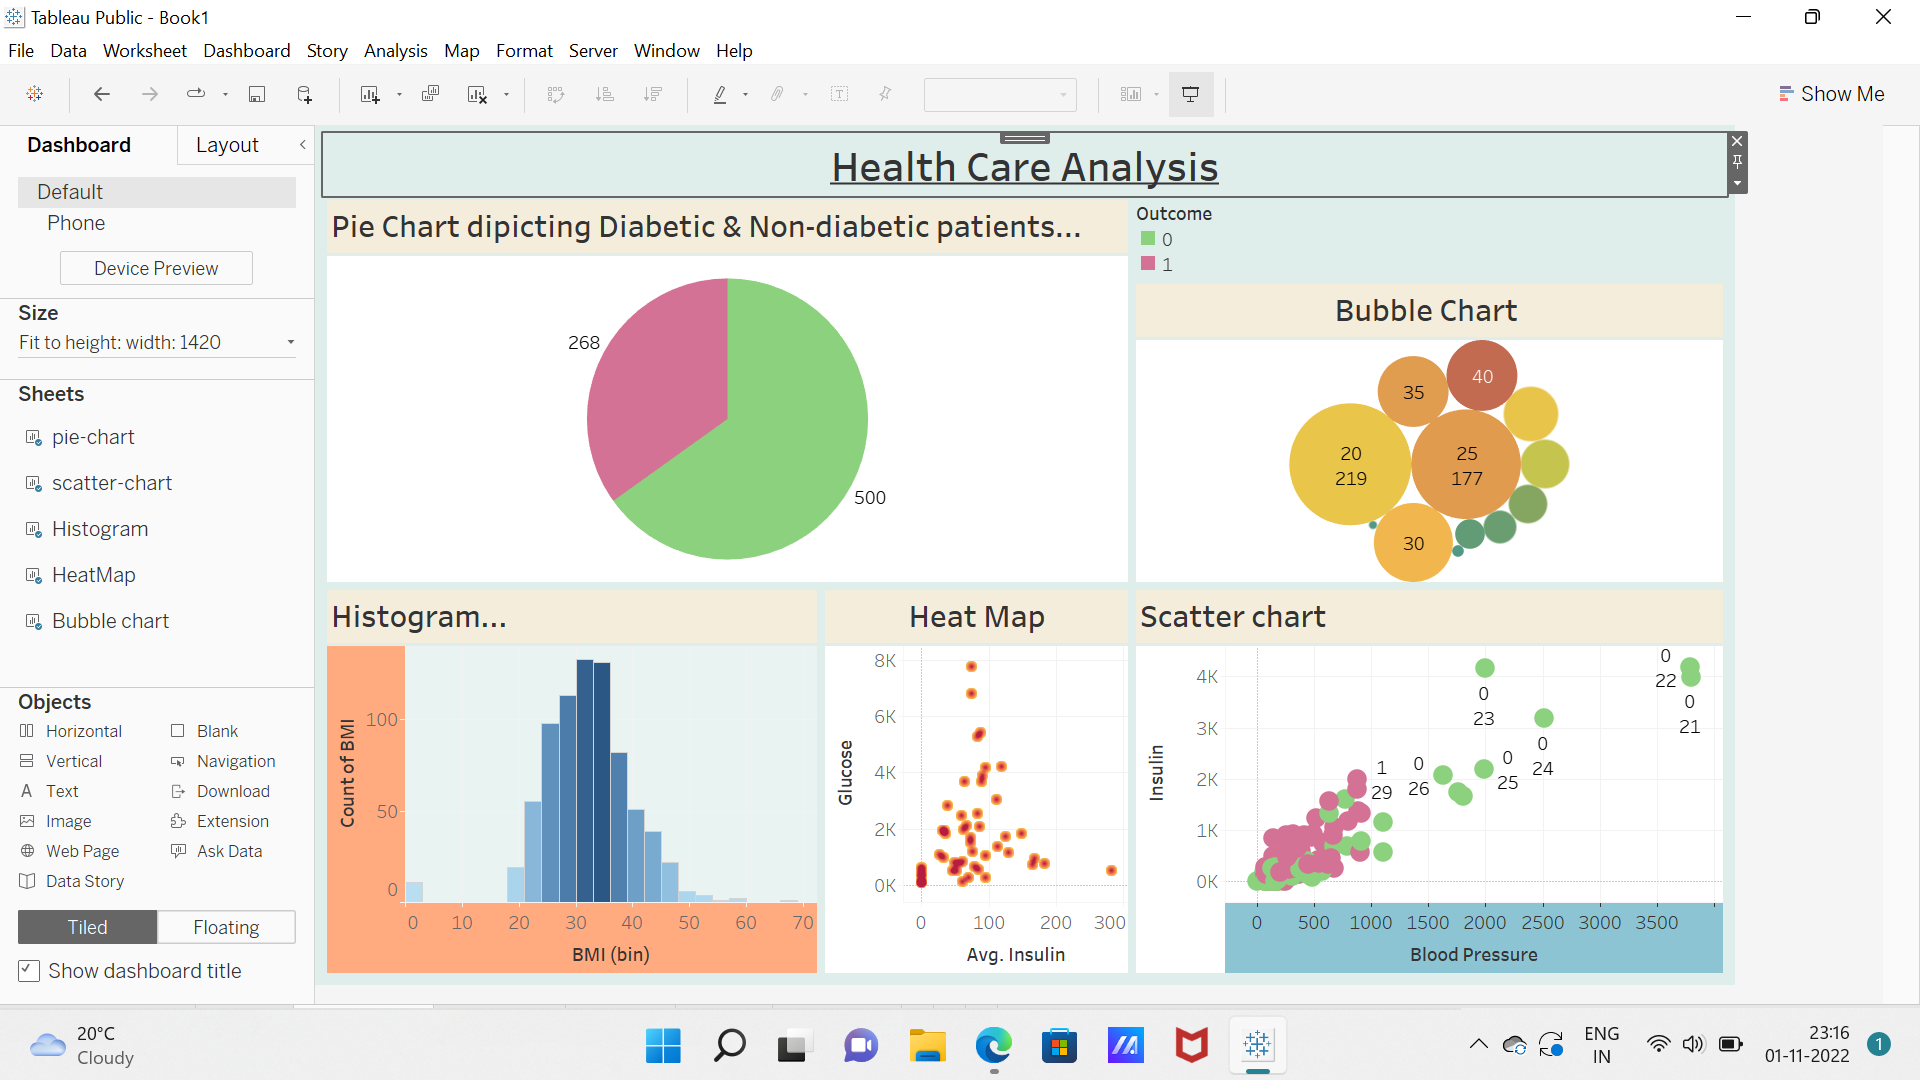 Tableau Public - Book1
File Data Worksheet Dashboard Story Analysis Map Format Server Window Help
Show Me
Dashboard
Layout
Default
Phone
Device Preview
Size
Fit to height: width: 1420
Sheets
pie-chart
scatter-chart
Histogram
HeatMap
Bubble chart
Objects
Horizontal
Blank
Vertical
Navigation
A Text
Download
Image
Extension
Web Page
Ask Data
Data Story
Tiled
Floating
Show dashboard title
Health Care Analysis
Pie Chart dipicting Diabetic & Non-diabetic patients...
268
500
Outcome
0
1
Bubble Chart
35
40
20
219
25
177
30
Histogram...
Count of BMI
100
50
0
0 10 20 30 40 50 60 70
BMI (bin)
Heat Map
Glucose
8K
6K
4K
2K
0K
0 100 200 300
Avg. Insulin
Scatter chart
Insulin
4K
3K
2K
1K
0K
0
22
0
21
0
23
0
24
0
25
0
26
1
29
0 500 1000 1500 2000 2500 3000 3500
Blood Pressure
20°C
Cloudy
ENG
IN
23:16
01-11-2022
1